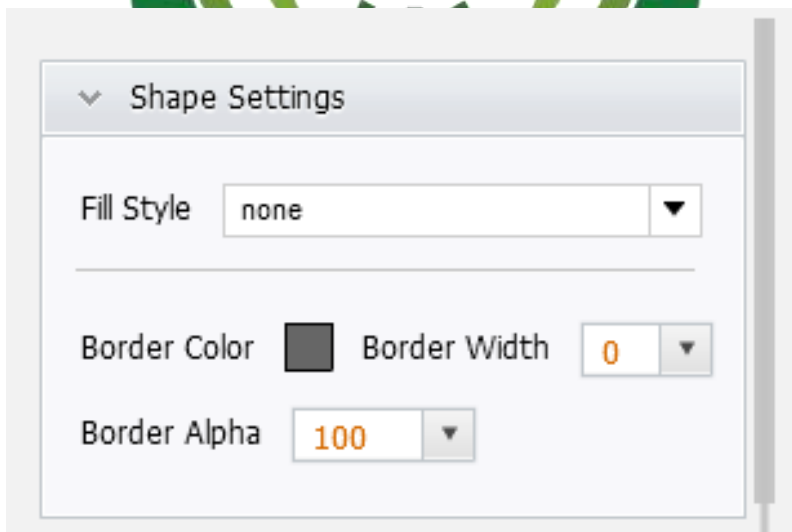 Shape Settings
Fill Style none
Border Color Border Width 0
Border Alpha 100